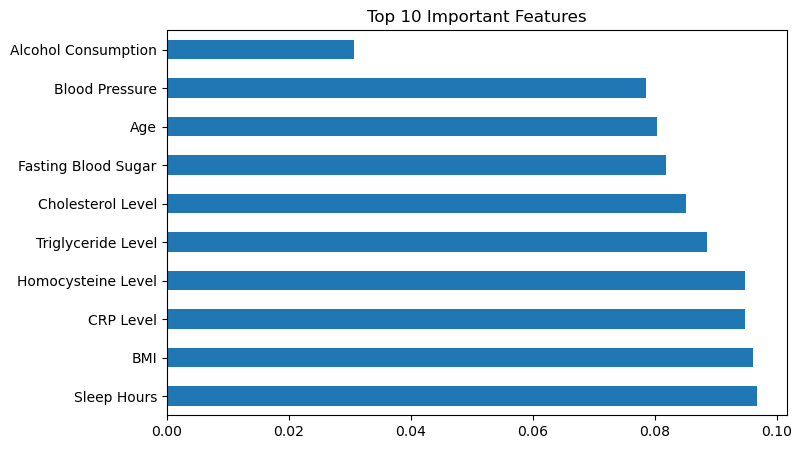 Top 10 Important Features
Alcohol Consumption
Blood Pressure
Age
Fasting Blood Sugar
Cholesterol Level
Triglyceride Level
Homocysteine Level
CRP Level
BMI
Sleep Hours
0.00 0.02 0.04 0.06 0.08 0.10